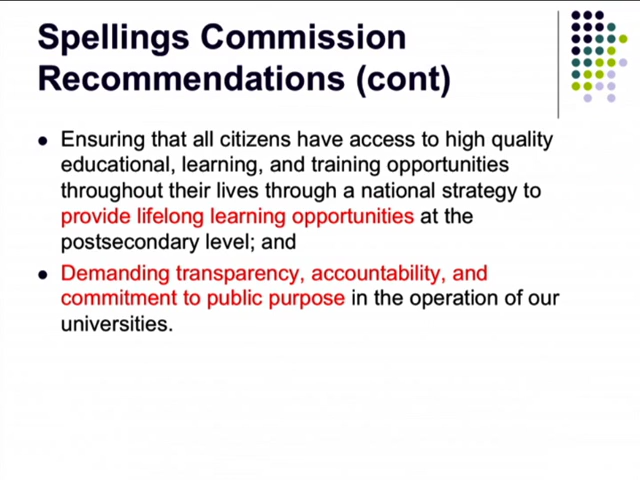 Spellings Commission
Recommendations (cont)
Ensuring that all citizens have access to high quality
educational, learning, and training opportunities
throughout their lives through a national strategy to
provide lifelong learning opportunities at the
postsecondary level; and
Demanding transparency, accountability, and
commitment to public purpose in the operation of our
universities.